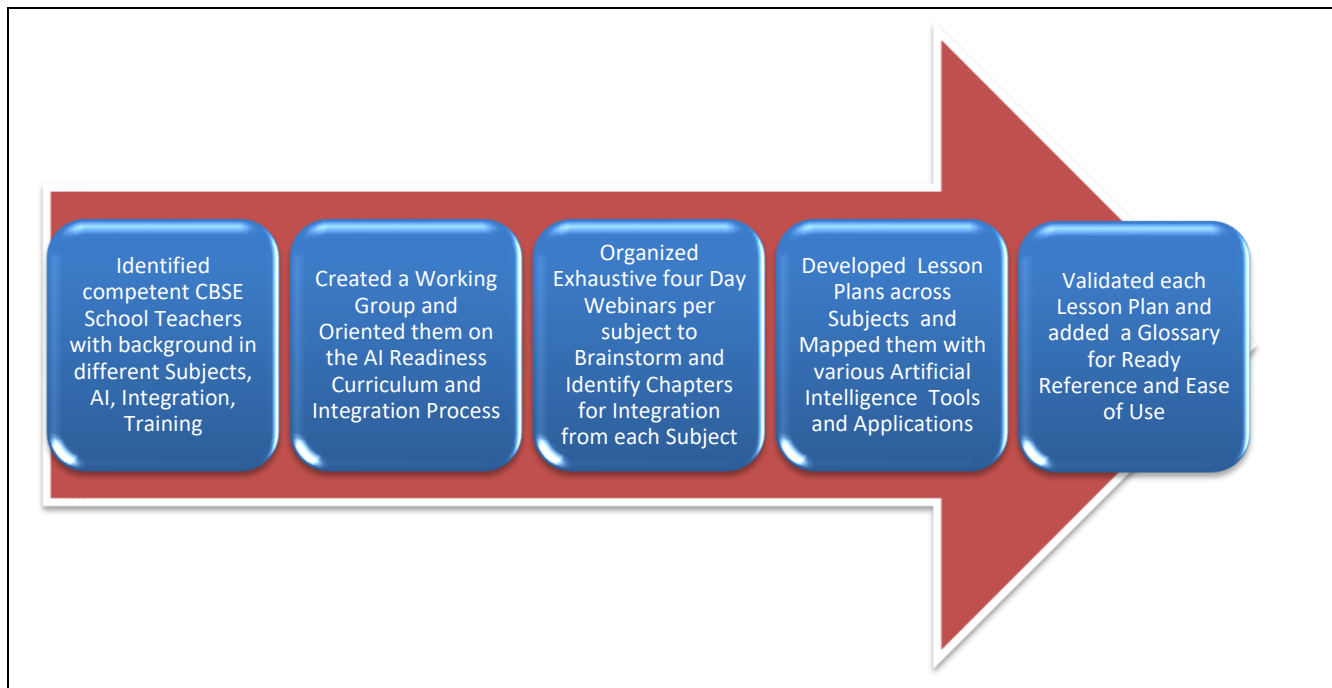 Identified
competent CBSE
School Teachers
with background in
different Subjects,
AI, Integration,
Training
Created a Working
Group and
Oriented them on
the AI Readiness
Curriculum and
Integration Process
Organized
Exhaustive four Day
Webinars per
subject to
Brainstorm and
Identify Chapters
for Integration
from each Subject
Developed Lesson
Plans across
Subjects and
Mapped them with
various Artificial
Intelligence Tools
and Applications
Validated each
Lesson Plan and
added a Glossary
for Ready
Reference and Ease
of Use